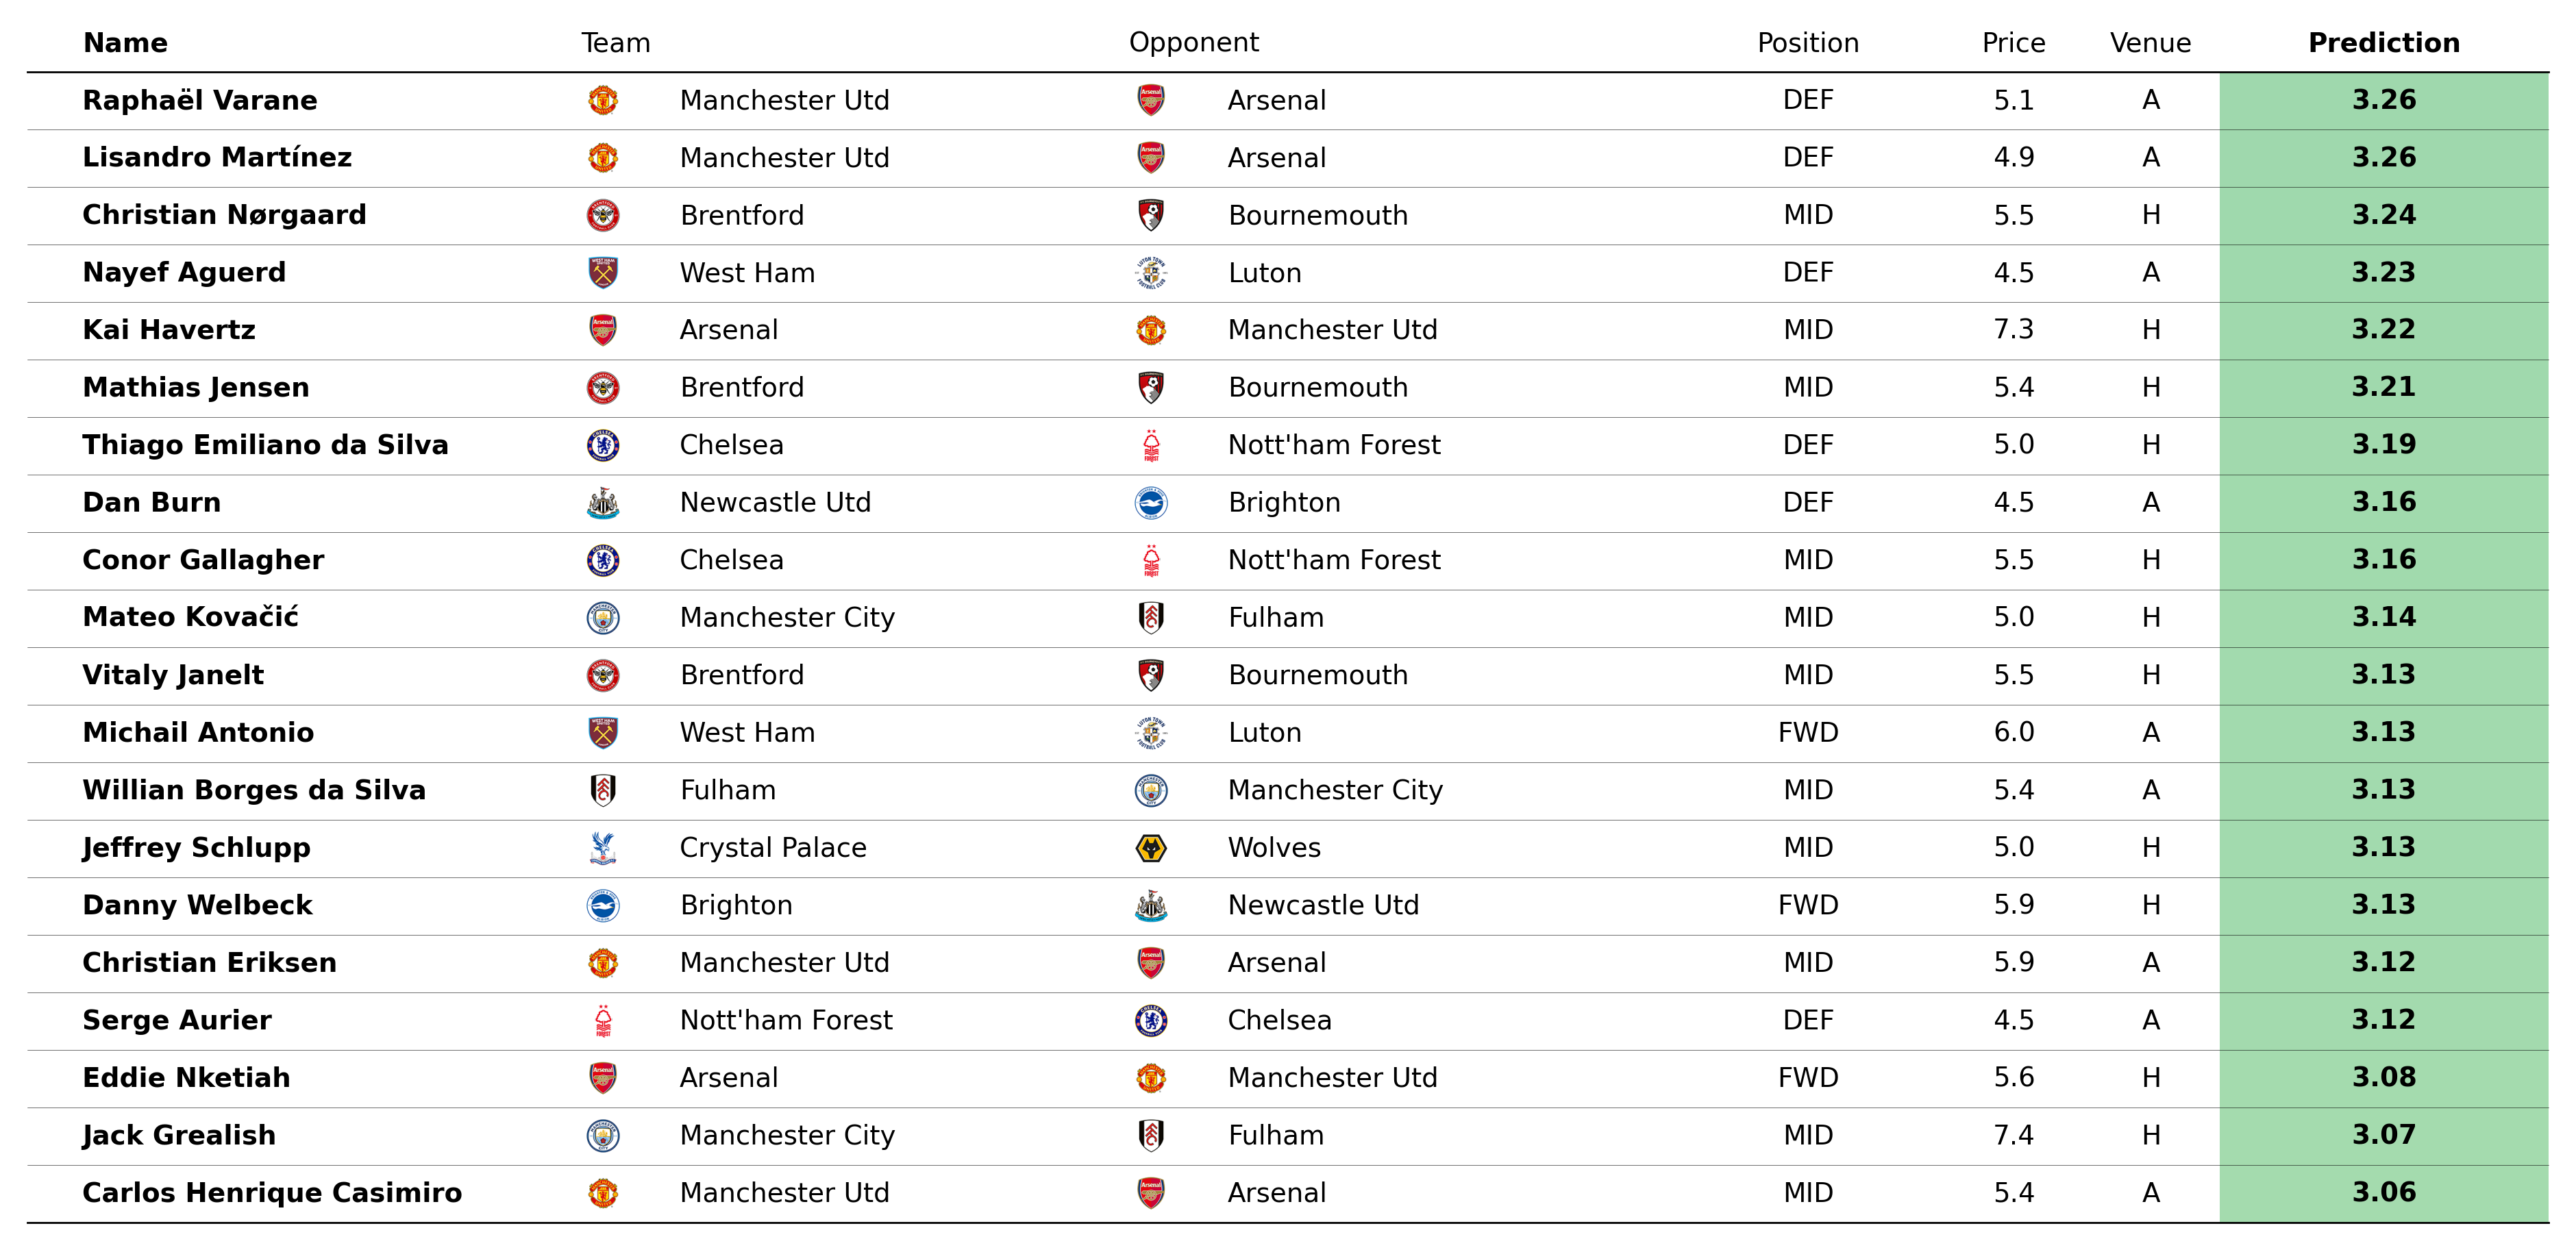 Name Team Opponent Position Price Venue Prediction
Raphaël Varane Manchester Utd Arsenal DEF 5.1 A 3.26
Lisandro Martínez Manchester Utd Arsenal DEF 4.9 A 3.26
Christian Nørgaard Brentford Bournemouth MID 5.5 H 3.24
Nayef Aguerd West Ham Luton DEF 4.5 A 3.23
Kai Havertz Arsenal Manchester Utd MID 7.3 H 3.22
Mathias Jensen Brentford Bournemouth MID 5.4 H 3.21
Thiago Emiliano da Silva Chelsea Nott'ham Forest DEF 5.0 H 3.19
Dan Burn Newcastle Utd Brighton DEF 4.5 A 3.16
Conor Gallagher Chelsea Nott'ham Forest MID 5.5 H 3.16
Mateo Kovačić Manchester City Fulham MID 5.0 H 3.14
Vitaly Janelt Brentford Bournemouth MID 5.5 H 3.13
Michail Antonio West Ham Luton FWD 6.0 A 3.13
Willian Borges da Silva Fulham Manchester City MID 5.4 A 3.13
Jeffrey Schlupp Crystal Palace Wolves MID 5.0 H 3.13
Danny Welbeck Brighton Newcastle Utd FWD 5.9 H 3.13
Christian Eriksen Manchester Utd Arsenal MID 5.9 A 3.12
Serge Aurier Nott'ham Forest Chelsea DEF 4.5 A 3.12
Eddie Nketiah Arsenal Manchester Utd FWD 5.6 H 3.08
Jack Grealish Manchester City Fulham MID 7.4 H 3.07
Carlos Henrique Casimiro Manchester Utd Arsenal MID 5.4 A 3.06